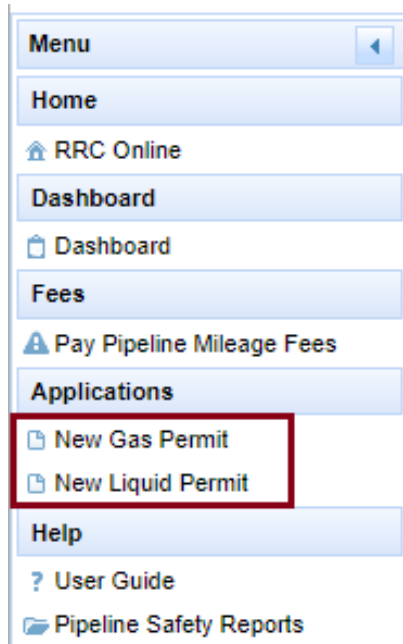 Menu
Home
RRC Online
Dashboard
Dashboard
Fees
Pay Pipeline Mileage Fees
Applications
New Gas Permit
New Liquid Permit
Help
? User Guide
Pipeline Safety Reports